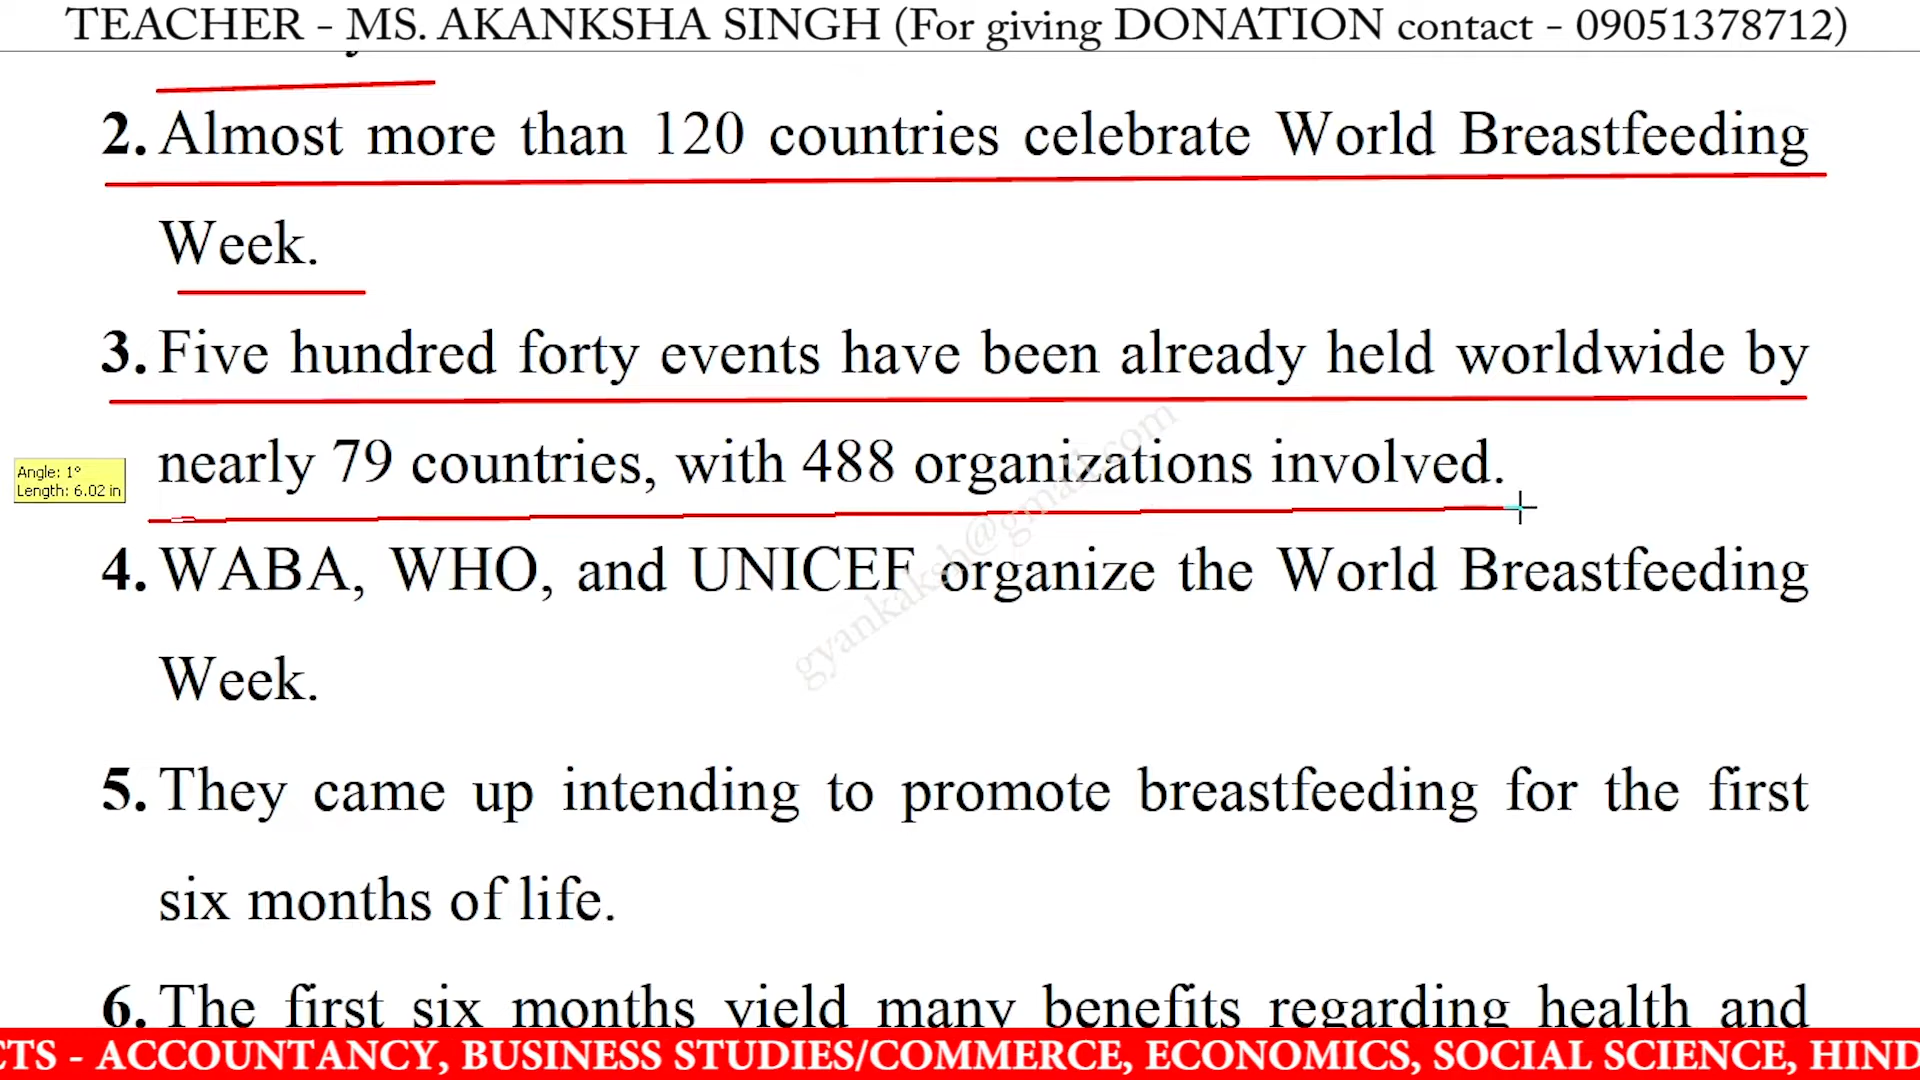 TEACHER - MS. AKANKSHA SINGH (For giving DONATION contact - 09051378712)
2. Almost more than 120 countries celebrate World Breastfeeding
Week.
3. Five hundred forty events have been already held worldwide by
nearly 79 countries, with 488 organizations involved.
Angle: 1°
Length: 6.02 in
gyankaksh@gmail.com
4. WABA, WHO, and UNICEF organize the World Breastfeeding
Week.
5. They came up intending to promote breastfeeding for the first
six months of life.
6. The first six months yield many benefits regarding health and
CTS - ACCOUNTANCY, BUSINESS STUDIES/COMMERCE, ECONOMICS, SOCIAL SCIENCE, HIND